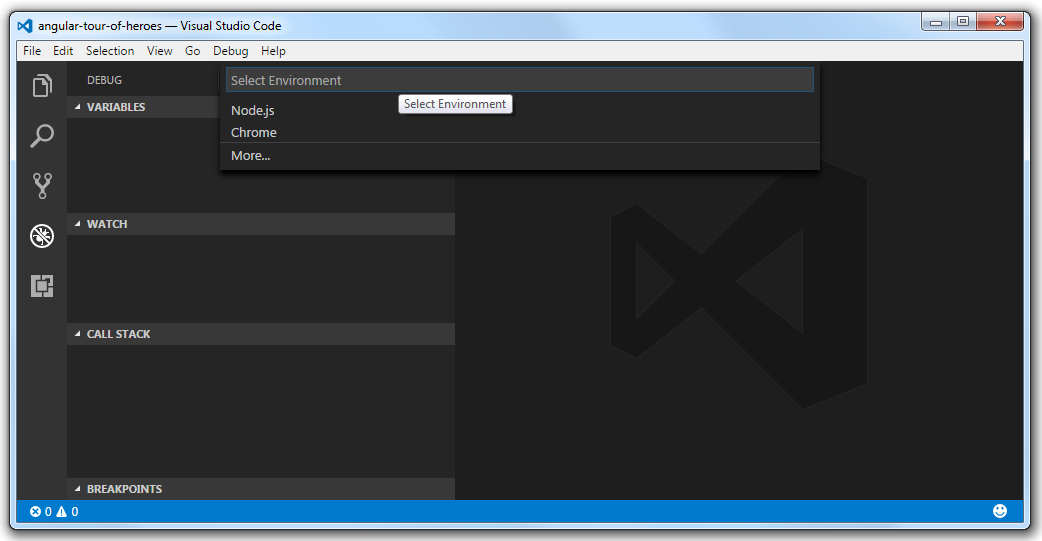 angular-tour-of-heroes — Visual Studio Code
File Edit Selection View Go Debug Help
DEBUG
Select Environment
Select Environment
Node.js
Chrome
More...
VARIABLES
WATCH
CALL STACK
BREAKPOINTS
0 0